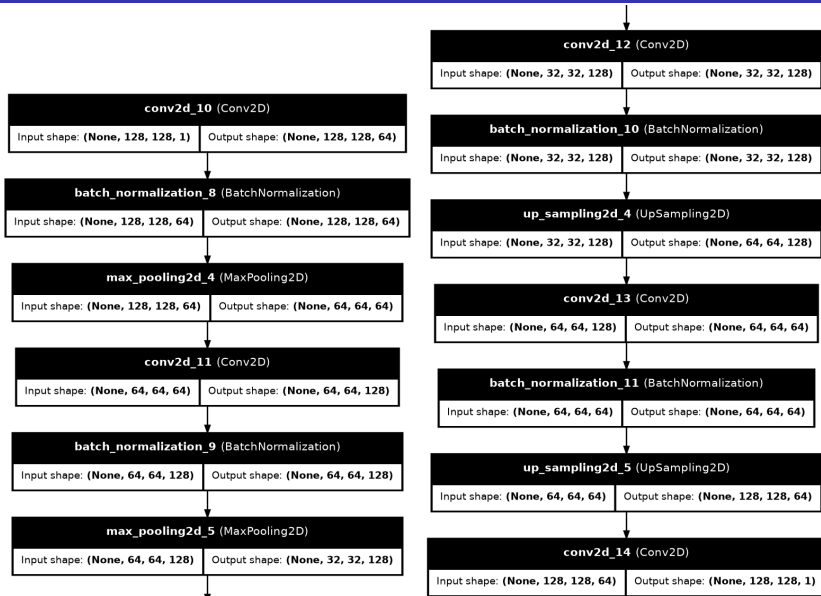 conv2d_10 (Conv2D)
Input shape: (None, 128, 128, 1) Output shape: (None, 128, 128, 64)
batch_normalization_8 (BatchNormalization)
Input shape: (None, 128, 128, 64) Output shape: (None, 128, 128, 64)
max_pooling2d_4 (MaxPooling2D)
Input shape: (None, 128, 128, 64) Output shape: (None, 64, 64, 64)
conv2d_11 (Conv2D)
Input shape: (None, 64, 64, 64) Output shape: (None, 64, 64, 128)
batch_normalization_9 (BatchNormalization)
Input shape: (None, 64, 64, 128) Output shape: (None, 64, 64, 128)
max_pooling2d_5 (MaxPooling2D)
Input shape: (None, 64, 64, 128) Output shape: (None, 32, 32, 128)
conv2d_12 (Conv2D)
Input shape: (None, 32, 32, 128) Output shape: (None, 32, 32, 128)
batch_normalization_10 (BatchNormalization)
Input shape: (None, 32, 32, 128) Output shape: (None, 32, 32, 128)
up_sampling2d_4 (UpSampling2D)
Input shape: (None, 32, 32, 128) Output shape: (None, 64, 64, 128)
conv2d_13 (Conv2D)
Input shape: (None, 64, 64, 128) Output shape: (None, 64, 64, 64)
batch_normalization_11 (BatchNormalization)
Input shape: (None, 64, 64, 64) Output shape: (None, 64, 64, 64)
up_sampling2d_5 (UpSampling2D)
Input shape: (None, 64, 64, 64) Output shape: (None, 128, 128, 64)
conv2d_14 (Conv2D)
Input shape: (None, 128, 128, 64) Output shape: (None, 128, 128, 1)